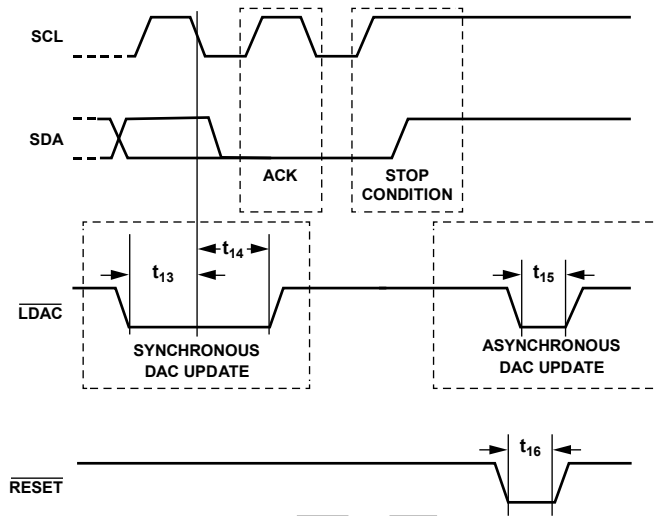 SCL
SDA
ACK
STOP
CONDITION
t13
t14
t15
LDAC
SYNCHRONOUS
DAC UPDATE
ASYNCHRONOUS
DAC UPDATE
t16
RESET